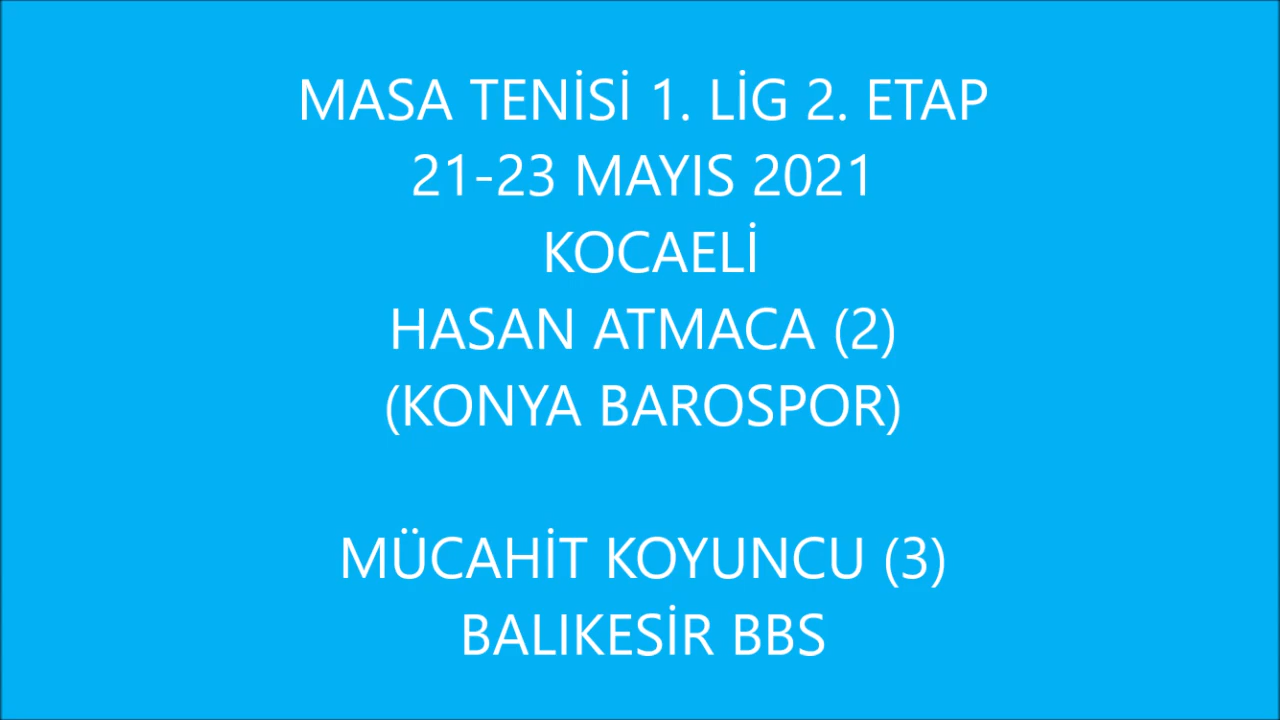 MASA TENİSİ 1. LİG 2. ETAP
21-23 MAYIS 2021
KOCAELİ
HASAN ATMACA (2)
(KONYA BAROSPOR)
MÜCAHİT KOYUNCU (3)
BALIKESİR BBS